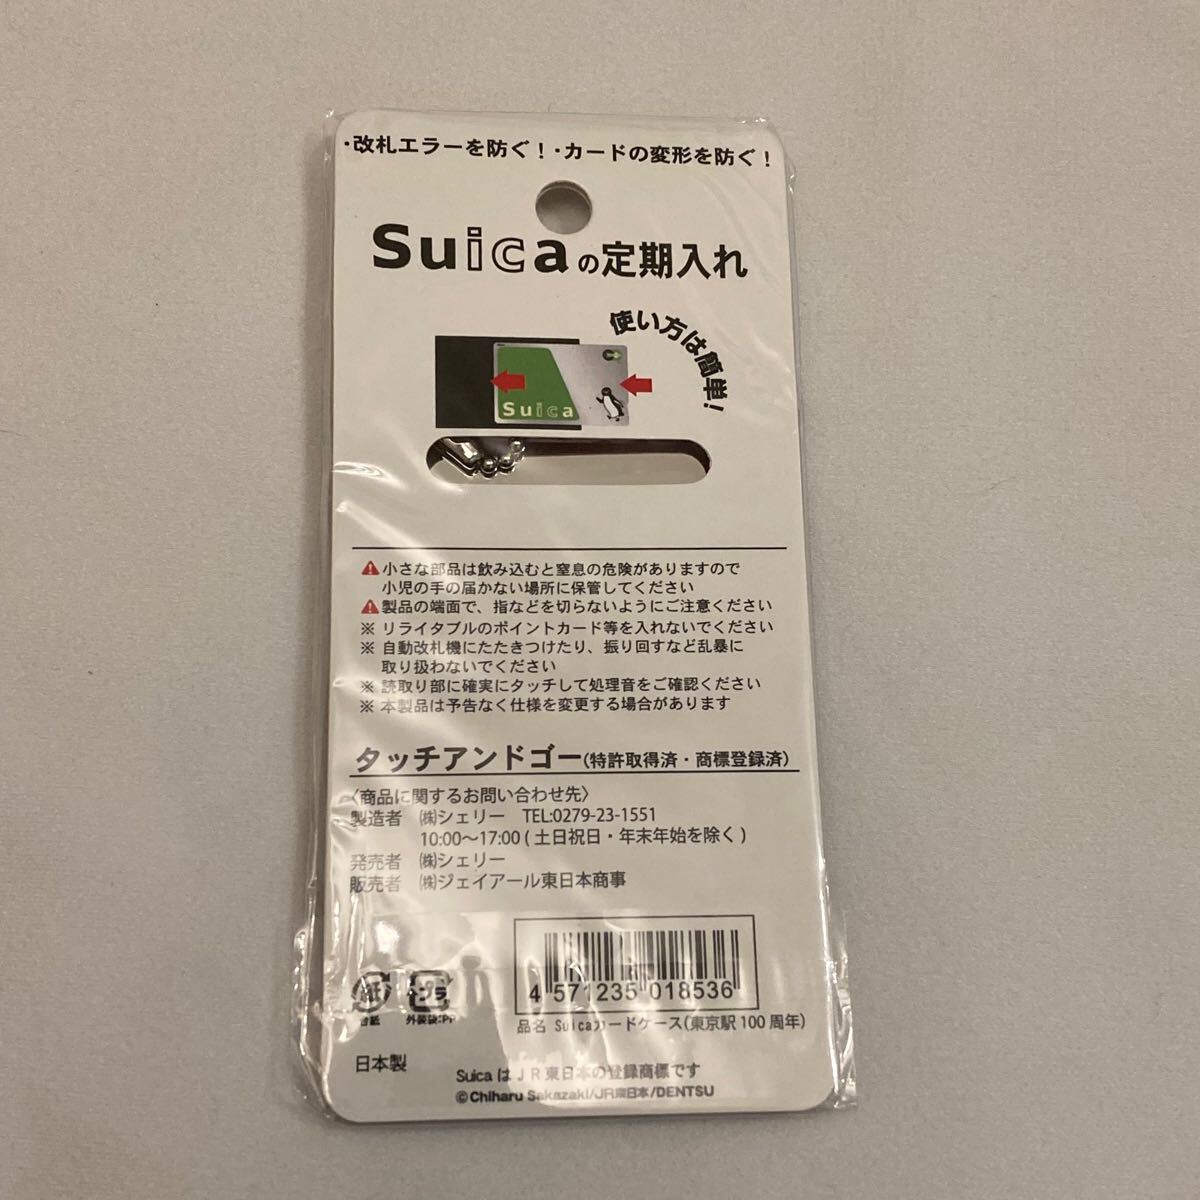 ・改札エラーを防ぐ！・カードの変形を防ぐ！
Suicaの定期入れ
使い方は簡単！
Suica
⚠小さな部品は飲み込むと窒息の危険がありますので
小児の手の届かない場所に保管してください
⚠製品の端面で、指などを切らないようにご注意ください
※ リライタブルのポイントカード等を入れないでください
※ 自動改札機にたたきつけたり、振り回すなど乱暴に
取り扱わないでください
※ 読取り部に確実にタッチして処理音をご確認ください
※ 本製品は予告なく仕様を変更する場合があります
タッチアンドゴー(特許取得済・商標登録済)
〈商品に関するお問い合わせ先〉
製造者 ㈱シェリー TEL:0279-23-1551
10:00〜17:00 ( 土日祝日・年末年始を除く )
発売者 ㈱シェリー
販売者 ㈱ジェイアール東日本商事
4 571235 018536
紙 プラ
台紙 外装袋:PP
品名 Suicaカードケース(東京駅100周年)
日本製
Suica はＪＲ東日本の登録商標です
©Chiharu Sakazaki/JR東日本/DENTSU